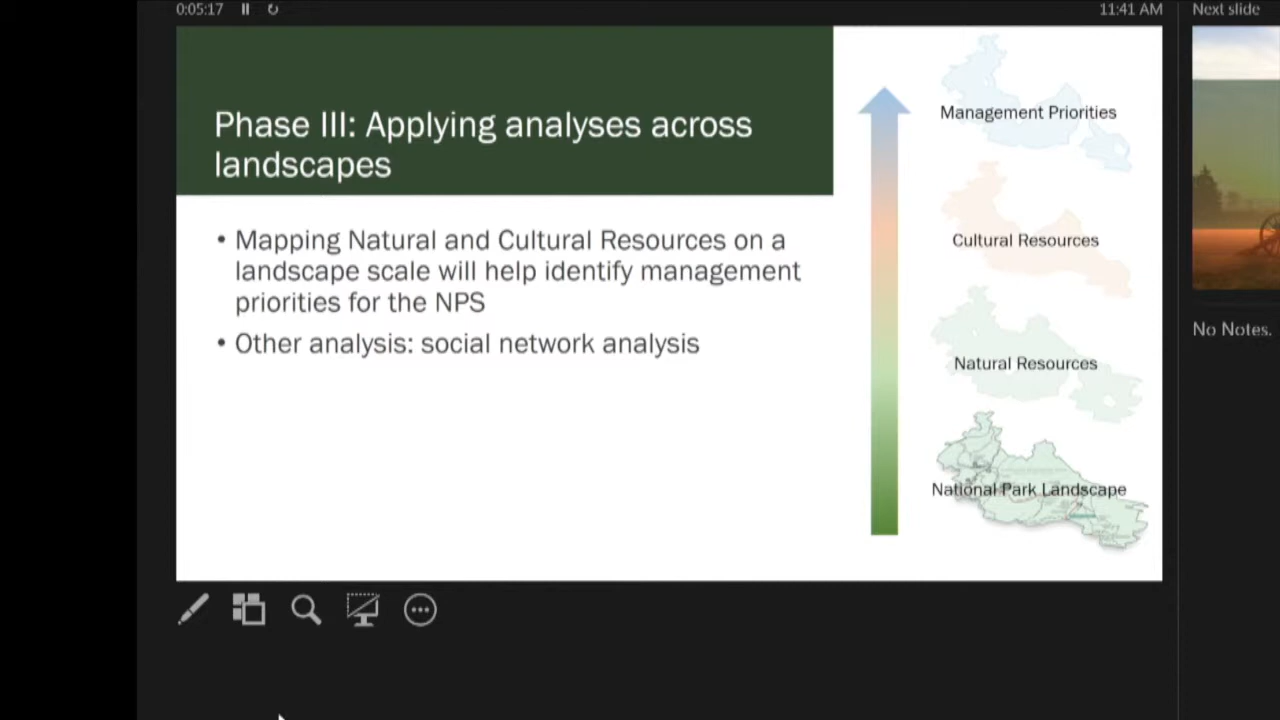 0:05:17
11:41 AM
Next slide
Phase III: Applying analyses across
landscapes
• Mapping Natural and Cultural Resources on a
landscape scale will help identify management
priorities for the NPS
• Other analysis: social network analysis
Management Priorities
Cultural Resources
Natural Resources
National Park Landscape
No Notes.